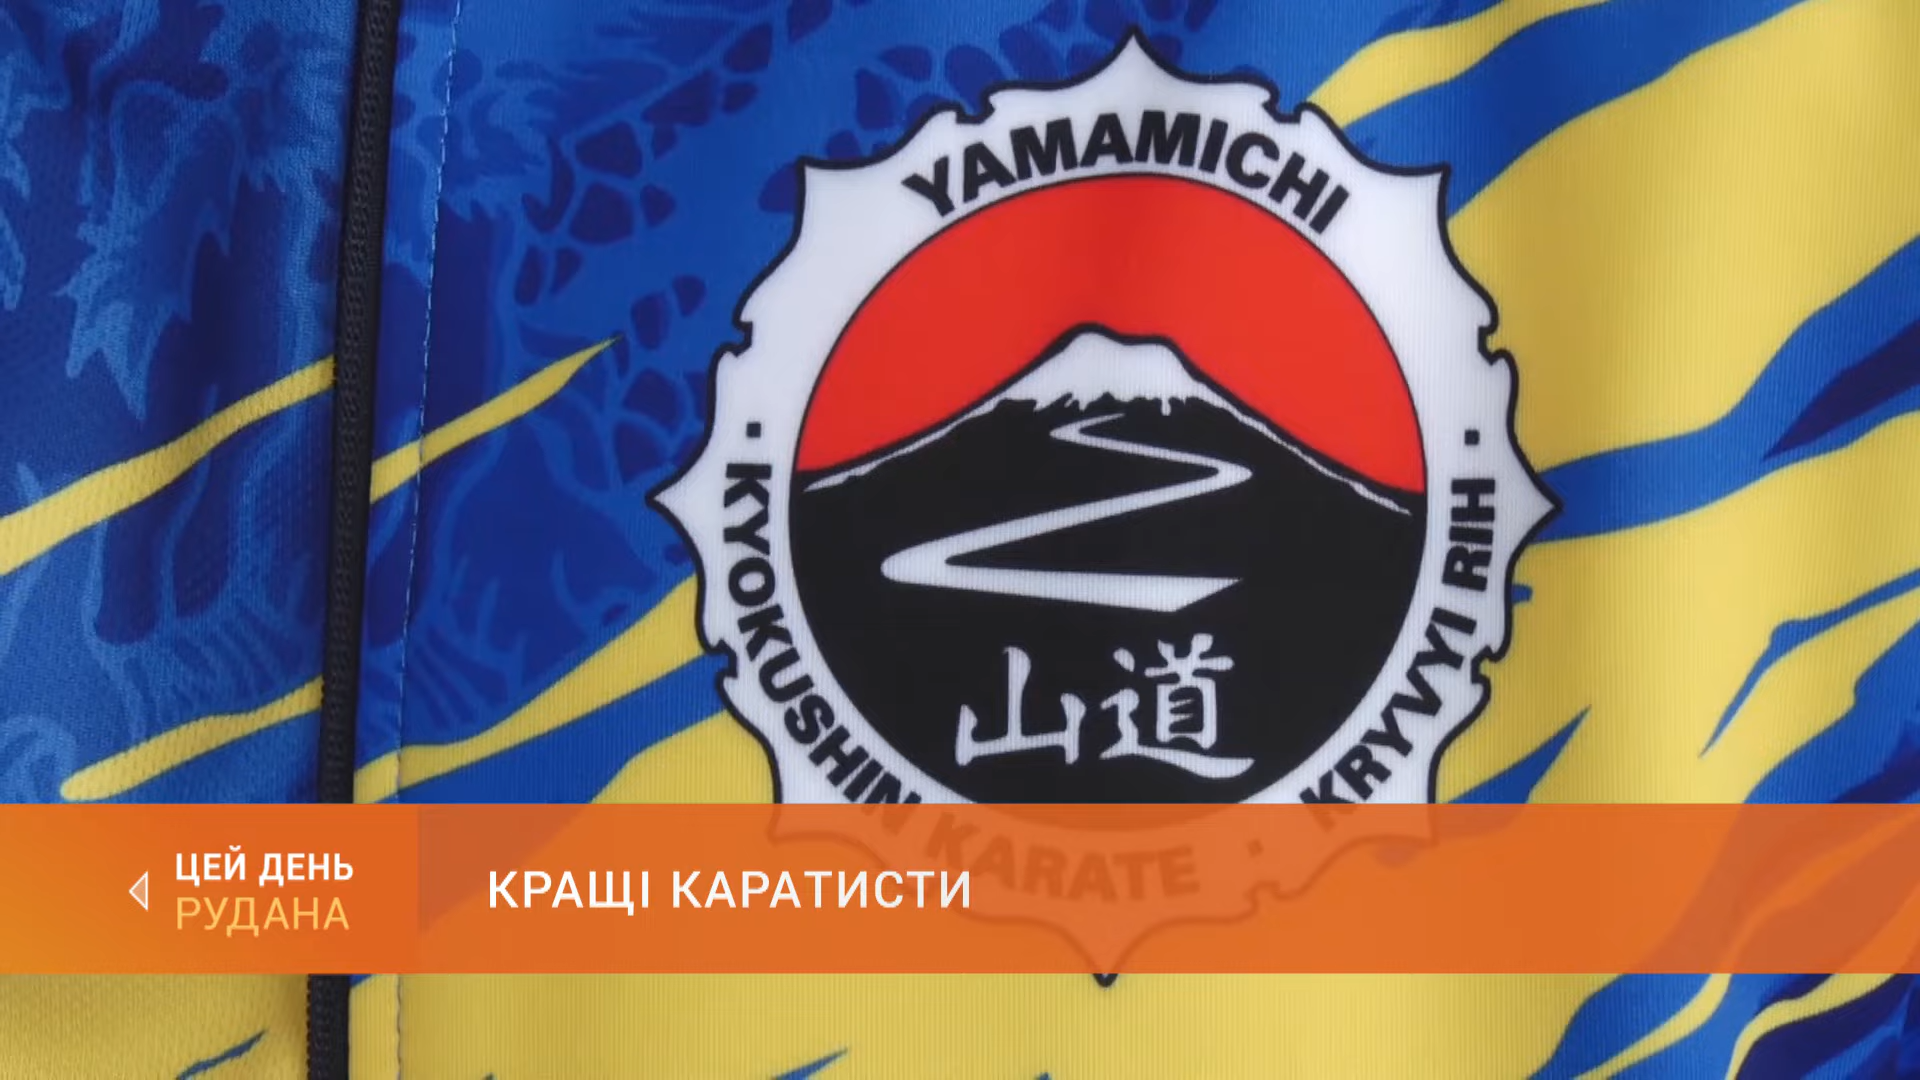 YAMAMICHI
· KYOKUSHIN KARATE · KRYVYI RIH ·
山道
ЦЕЙ ДЕНЬ
РУДАНА
КРАЩІ КАРАТИСТИ